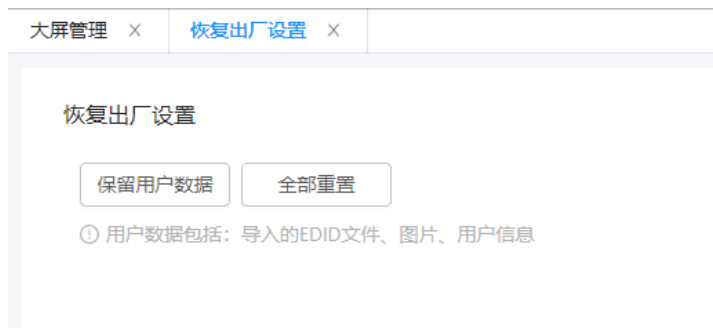 大屏管理 × 恢复出厂设置 ×
恢复出厂设置
保留用户数据 全部重置
用户数据包括：导入的EDID文件、图片、用户信息